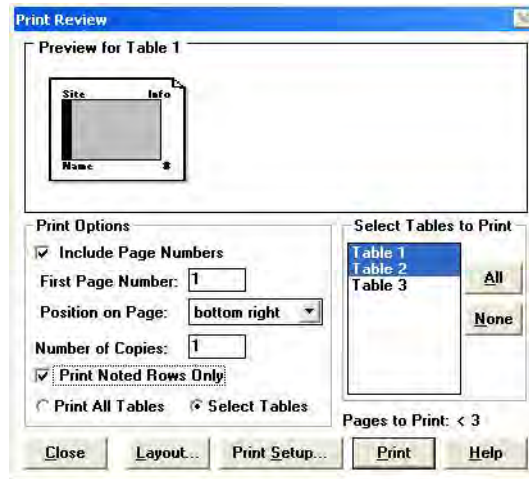 Print Review
Preview for Table 1
Site Info
Name #
Print Options
Include Page Numbers
First Page Number: 1
Position on Page: bottom right
Number of Copies: 1
Print Noted Rows Only
Print All Tables Select Tables
Select Tables to Print
Table 1
Table 2
Table 3
All
None
Pages to Print: < 3
Close Layout... Print Setup... Print Help